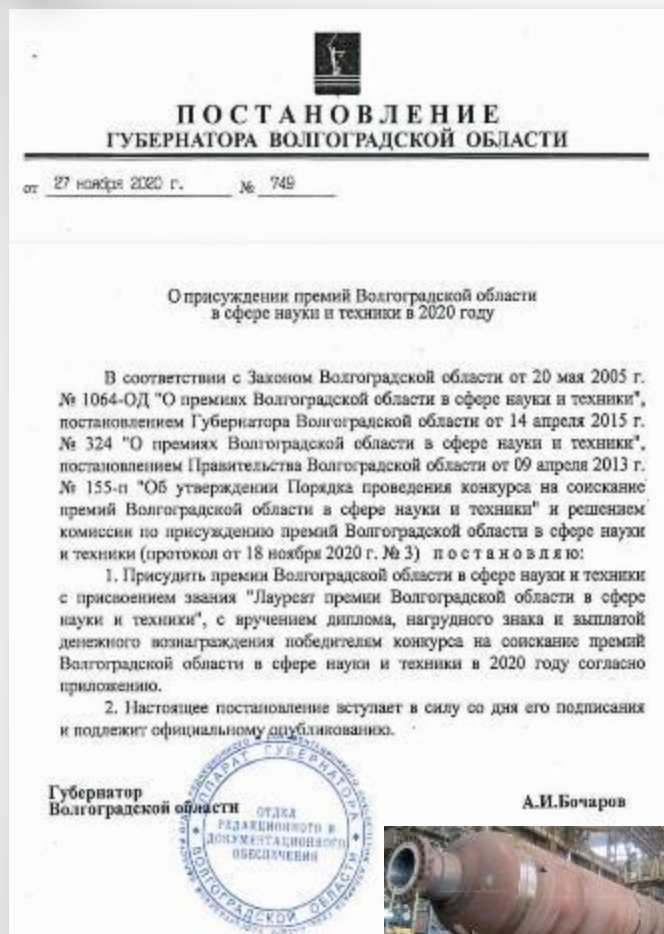 ПОСТАНОВЛЕНИЕ
ГУБЕРНАТОРА ВОЛГОГРАДСКОЙ ОБЛАСТИ
от 27 ноября 2020 г. № 749
О присуждении премий Волгоградской области
в сфере науки и техники в 2020 году
В соответствии с Законом Волгоградской области от 20 мая 2005 г.
№ 1064-ОД "О премиях Волгоградской области в сфере науки и техники",
постановлением Губернатора Волгоградской области от 14 апреля 2015 г.
№ 324 "О премиях Волгоградской области в сфере науки и техники",
постановлением Правительства Волгоградской области от 09 апреля 2013 г.
№ 155-п "Об утверждении Порядка проведения конкурса на соискание
премий Волгоградской области в сфере науки и техники" и решением
комиссии по присуждению премий Волгоградской области в сфере науки
и техники (протокол от 18 ноября 2020 г. № 3) постановляю:
1. Присудить премии Волгоградской области в сфере науки и техники
с присвоением звания "Лауреат премии Волгоградской области в сфере
науки и техники", с вручением диплома, нагрудного знака и выплатой
денежного вознаграждения победителям конкурса на соискание премий
Волгоградской области в сфере науки и техники в 2020 году согласно
приложению.
2. Настоящее постановление вступает в силу со дня его подписания
и подлежит официальному опубликованию.
Губернатор
Волгоградской области
А.И.Бочаров
АППАРАТ ГУБЕРНАТОРА
ВОЛГОГРАДСКОЙ ОБЛАСТИ
ОТДЕЛ
РЕДАКЦИОННОГО И
ДОКУМЕНТАЦИОННОГО
ОБЕСПЕЧЕНИЯ